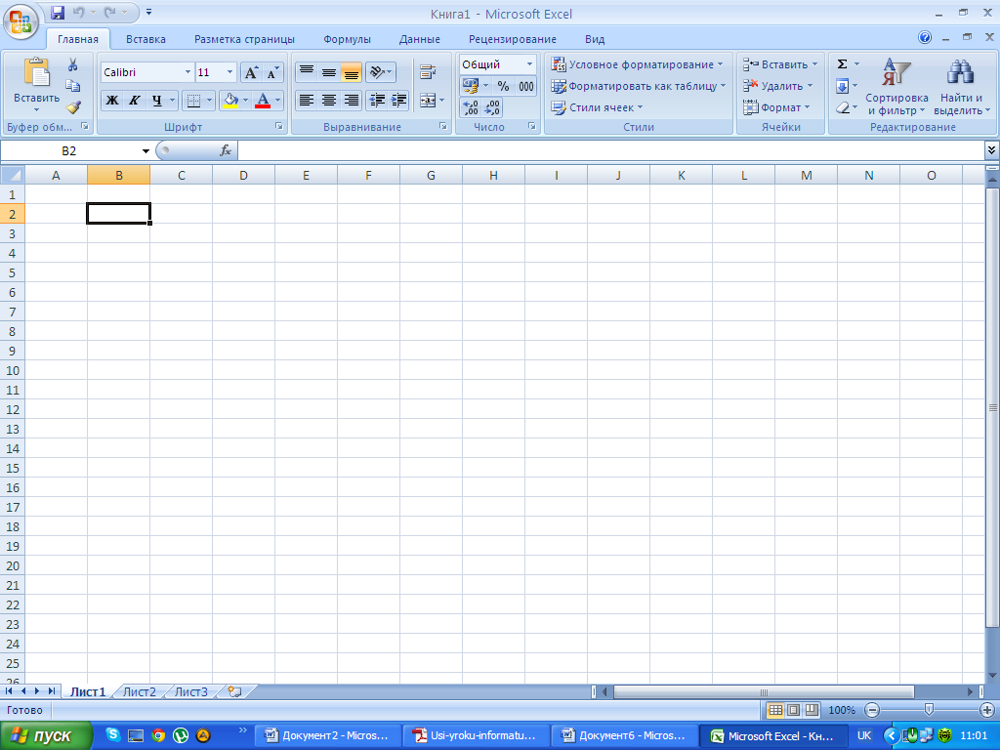 Книга1 - Microsoft Excel
Главная Вставка Разметка страницы Формулы Данные Рецензирование Вид
Вставить
Calibri 11
Ж К Ч
Общий
% 000
Условное форматирование
Форматировать как таблицу
Стили ячеек
Вставить
Удалить
Формат
Σ
Сортировка и фильтр
Найти и выделить
Буфер обм... Шрифт Выравнивание Число Стили Ячейки Редактирование
B2 fx
A B C D E F G H I J K L M N O
1
2
3
4
5
6
7
8
9
10
11
12
13
14
15
16
17
18
19
20
21
22
23
24
25
26
Лист1 Лист2 Лист3
Готово 100%
пуск Документ2 - Micros... Usi-yroku-informatu... Документ6 - Micros... Microsoft Excel - Кн... UK 11:01